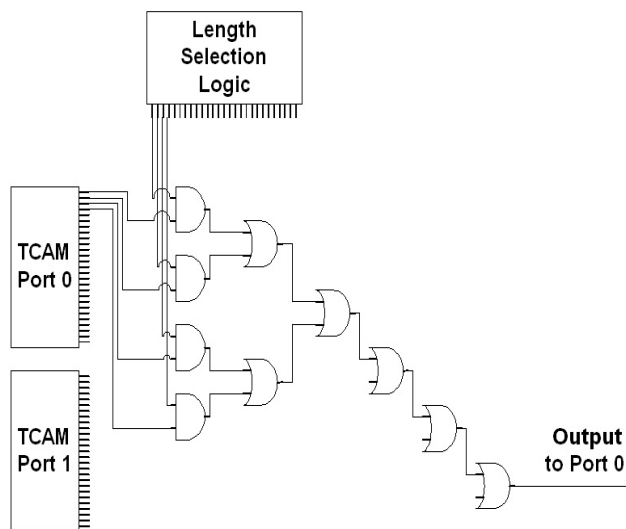 Length
Selection
Logic
TCAM
Port 0
TCAM
Port 1
Output
to Port 0